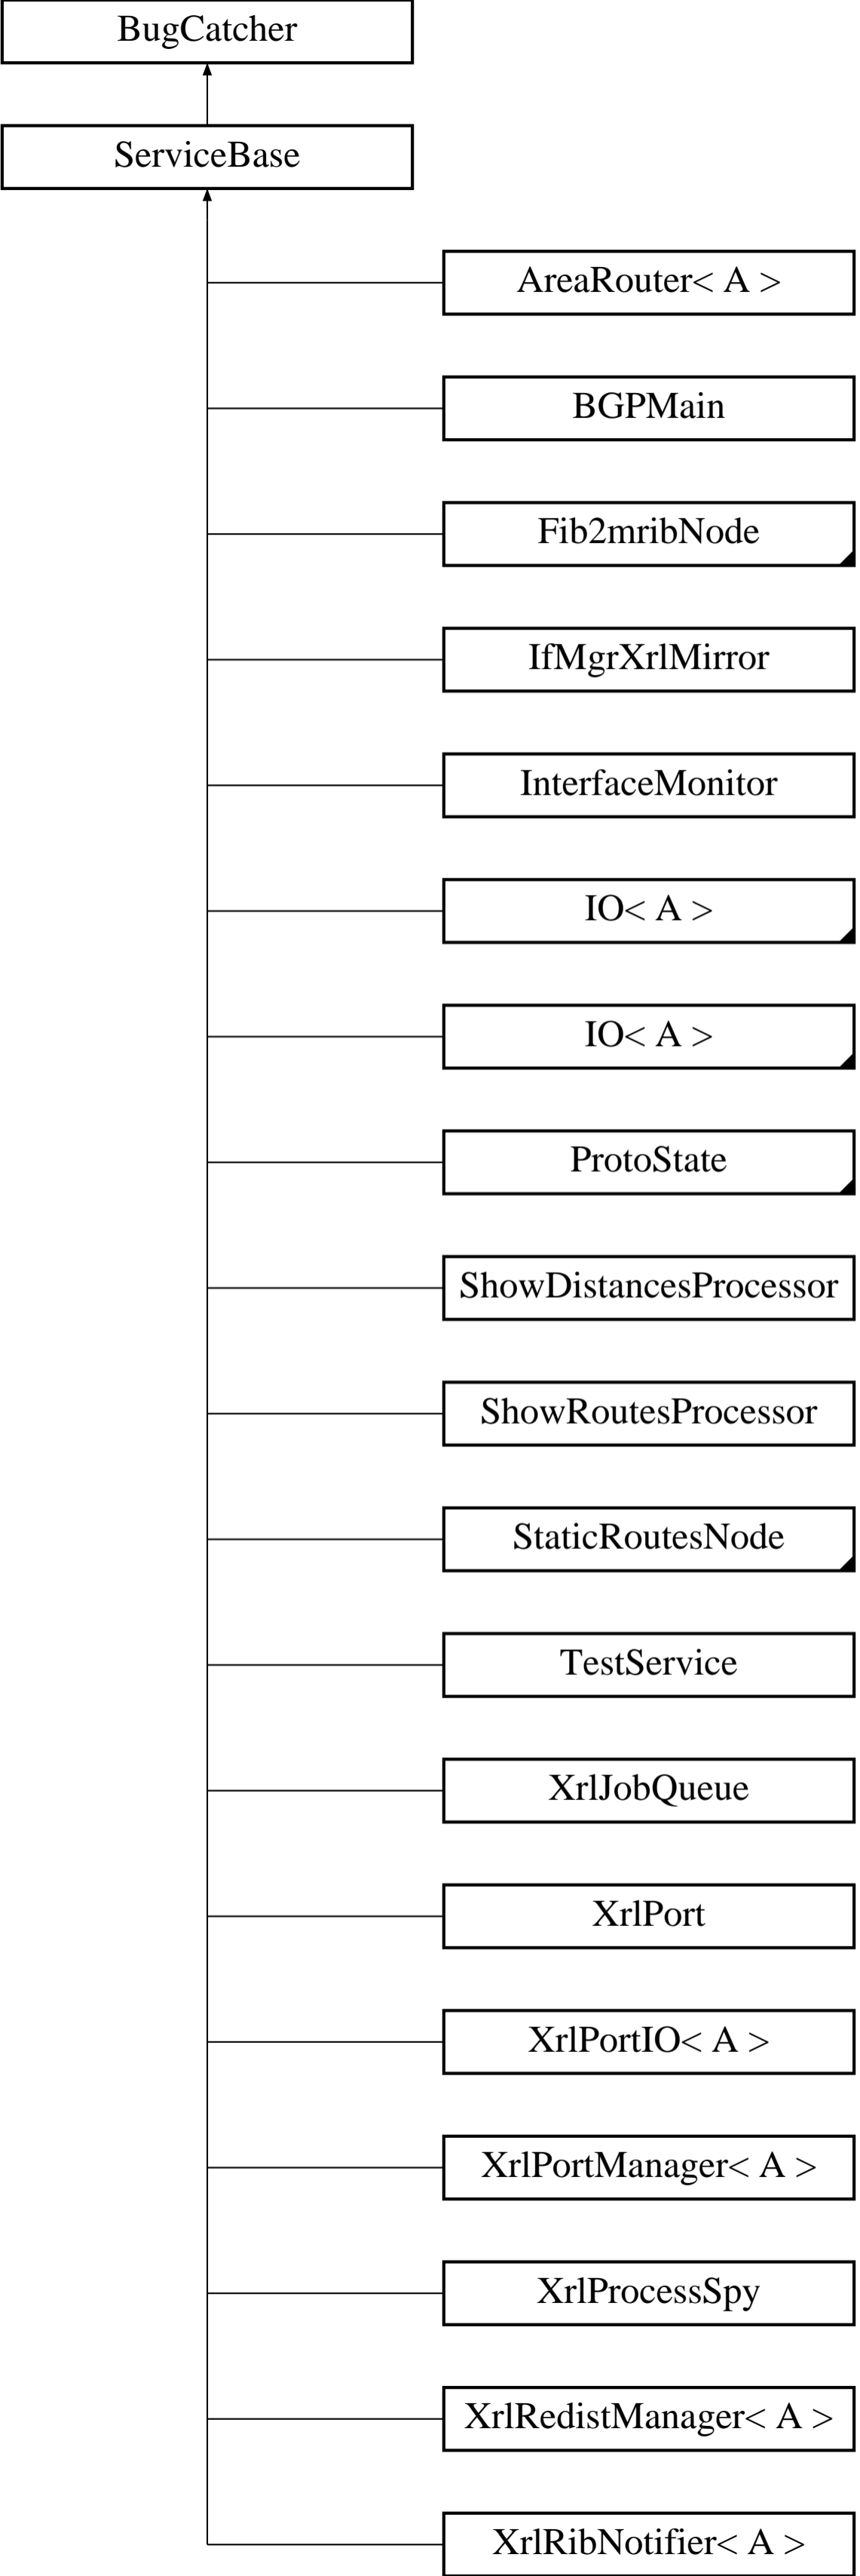 BugCatcher
ServiceBase
AreaRouter< A >
BGPMain
Fib2mribNode
IfMgrXrlMirror
InterfaceMonitor
IO< A >
IO< A >
ProtoState
ShowDistancesProcessor
ShowRoutesProcessor
StaticRoutesNode
TestService
XrlJobQueue
XrlPort
XrlPortIO< A >
XrlPortManager< A >
XrlProcessSpy
XrlRedistManager< A >
XrlRibNotifier< A >